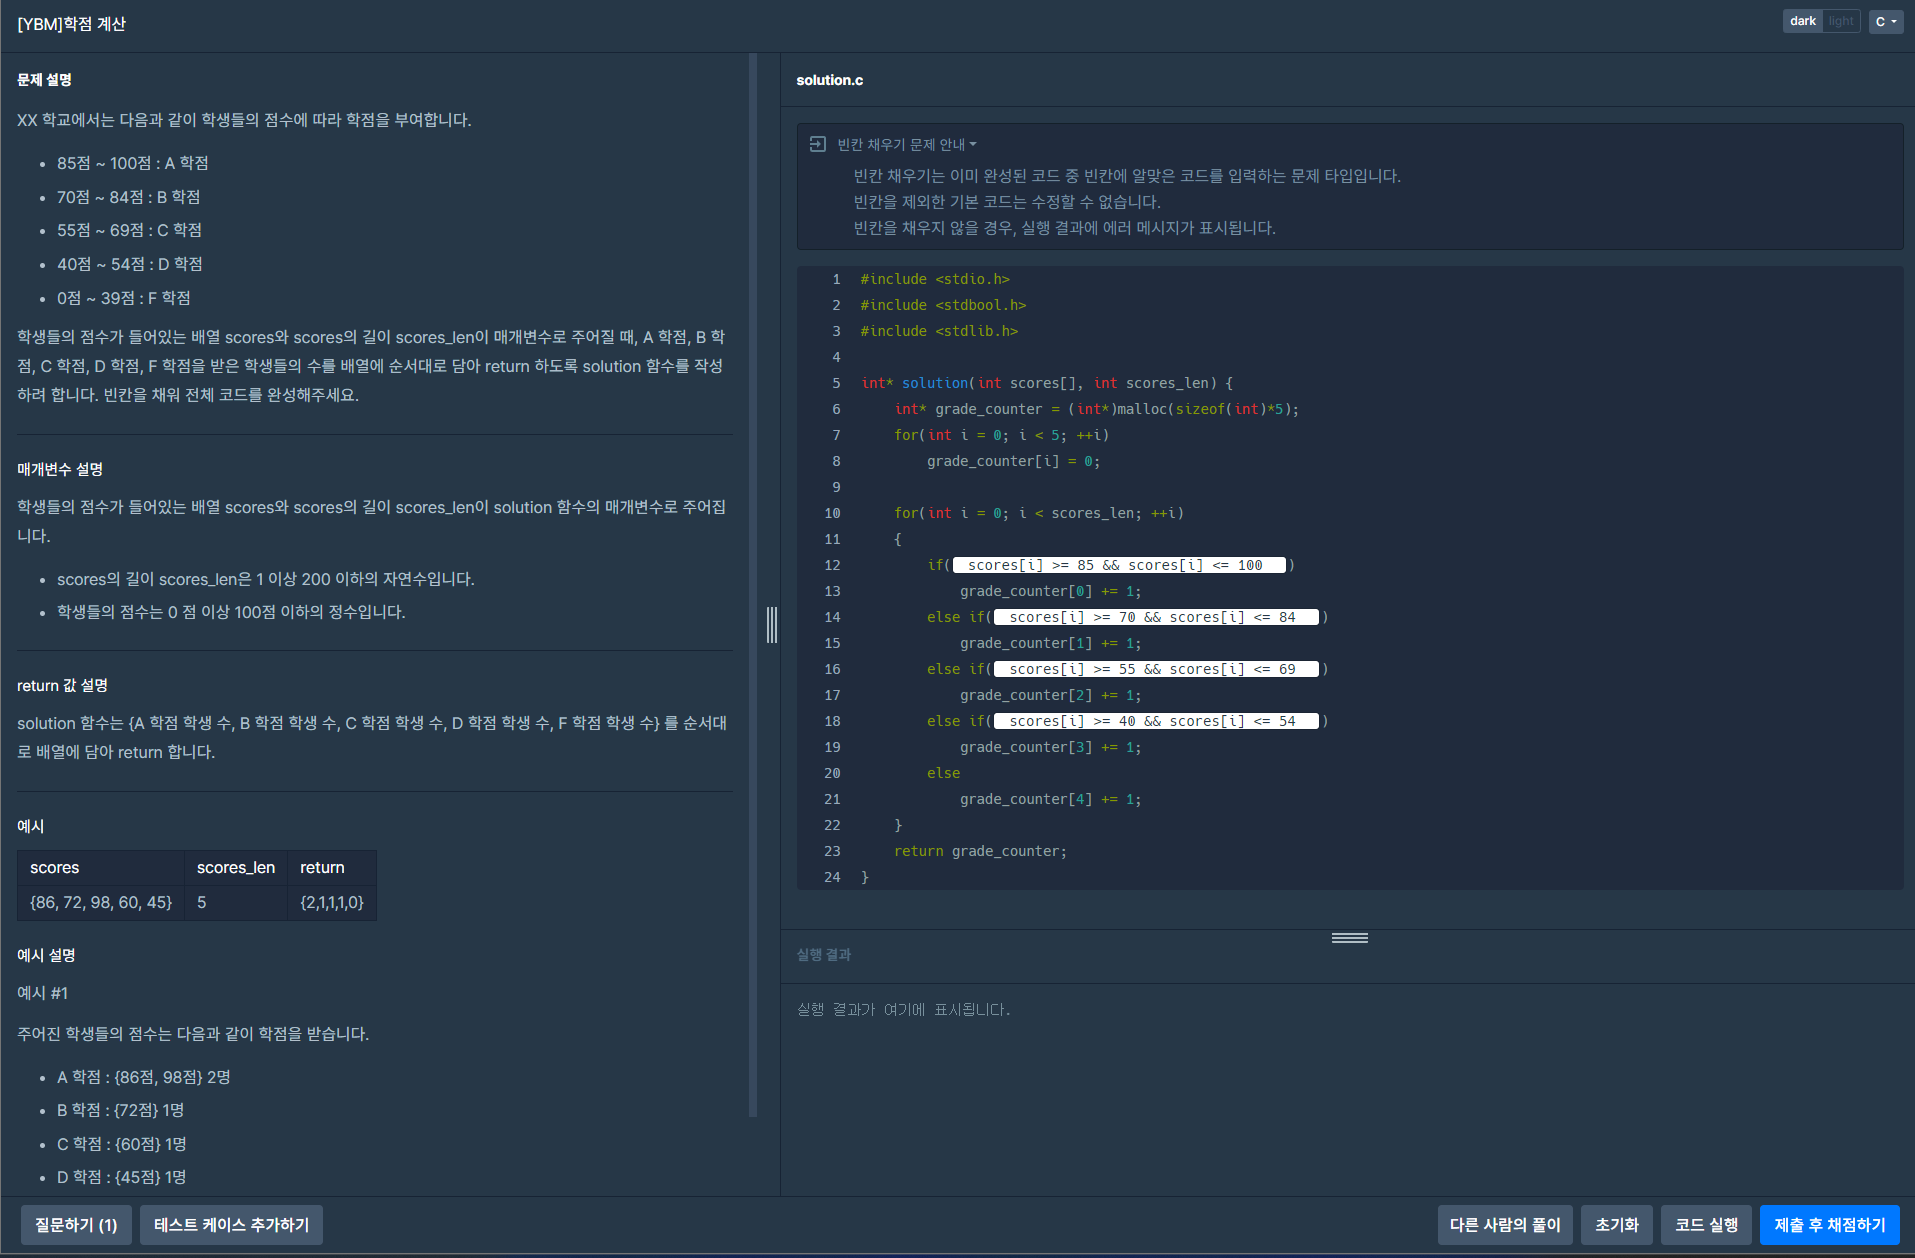 [YBM]학점 계산
dark light C
문제 설명
XX 학교에서는 다음과 같이 학생들의 점수에 따라 학점을 부여합니다.
• 85점 ~ 100점 : A 학점
• 70점 ~ 84점 : B 학점
• 55점 ~ 69점 : C 학점
• 40점 ~ 54점 : D 학점
• 0점 ~ 39점 : F 학점
학생들의 점수가 들어있는 배열 scores와 scores의 길이 scores_len이 매개변수로 주어질 때, A 학점, B 학
점, C 학점, D 학점, F 학점을 받은 학생들의 수를 배열에 순서대로 담아 return 하도록 solution 함수를 작성
하려 합니다. 빈칸을 채워 전체 코드를 완성해주세요.
매개변수 설명
학생들의 점수가 들어있는 배열 scores와 scores의 길이 scores_len이 solution 함수의 매개변수로 주어집
니다.
• scores의 길이 scores_len은 1 이상 200 이하의 자연수입니다.
• 학생들의 점수는 0 점 이상 100점 이하의 정수입니다.
return 값 설명
solution 함수는 {A 학점 학생 수, B 학점 학생 수, C 학점 학생 수, D 학점 학생 수, F 학점 학생 수} 를 순서대
로 배열에 담아 return 합니다.
예시
scores scores_len return
{86, 72, 98, 60, 45} 5 {2,1,1,1,0}
예시 설명
예시 #1
주어진 학생들의 점수는 다음과 같이 학점을 받습니다.
• A 학점 : {86점, 98점} 2명
• B 학점 : {72점} 1명
• C 학점 : {60점} 1명
• D 학점 : {45점} 1명
solution.c
빈칸 채우기 문제 안내
빈칸 채우기는 이미 완성된 코드 중 빈칸에 알맞은 코드를 입력하는 문제 타입입니다.
빈칸을 제외한 기본 코드는 수정할 수 없습니다.
빈칸을 채우지 않을 경우, 실행 결과에 에러 메시지가 표시됩니다.
1 #include <stdio.h>
2 #include <stdbool.h>
3 #include <stdlib.h>
4
5 int* solution(int scores[], int scores_len) {
6     int* grade_counter = (int*)malloc(sizeof(int)*5);
7     for(int i = 0; i < 5; ++i)
8         grade_counter[i] = 0;
9
10     for(int i = 0; i < scores_len; ++i)
11     {
12         if( scores[i] >= 85 && scores[i] <= 100 )
13             grade_counter[0] += 1;
14         else if( scores[i] >= 70 && scores[i] <= 84 )
15             grade_counter[1] += 1;
16         else if( scores[i] >= 55 && scores[i] <= 69 )
17             grade_counter[2] += 1;
18         else if( scores[i] >= 40 && scores[i] <= 54 )
19             grade_counter[3] += 1;
20         else
21             grade_counter[4] += 1;
22     }
23     return grade_counter;
24 }
실행 결과
실행 결과가 여기에 표시됩니다.
질문하기 (1) 테스트 케이스 추가하기 다른 사람의 풀이 초기화 코드 실행 제출 후 채점하기